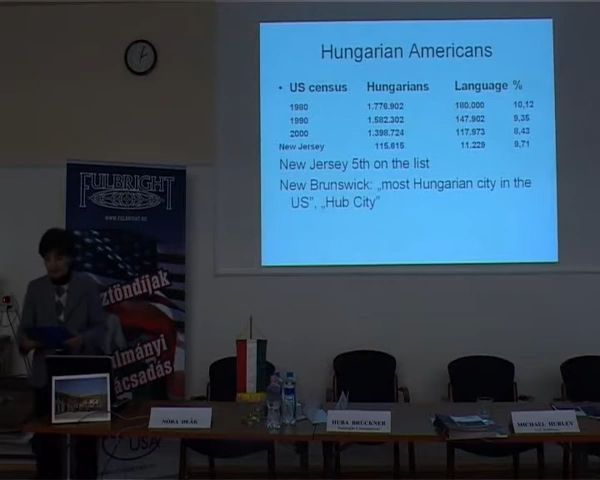 Hungarian Americans
• US census Hungarians Language %
1980 1.776.902 180.000 10,12
1990 1.582.302 147.902 9,35
2000 1.398.724 117.973 8,43
New Jersey 115.615 11.229 9,71
New Jersey 5th on the list
New Brunswick: „most Hungarian city in the
US”, „Hub City”
FULBRIGHT
WWW.FULBRIGHT.HU
ztöndíjak
ulmányi
ácsadás
USA
NÓRA DEÁK
HUBA BRÜCKNER
MICHAEL HURLEY